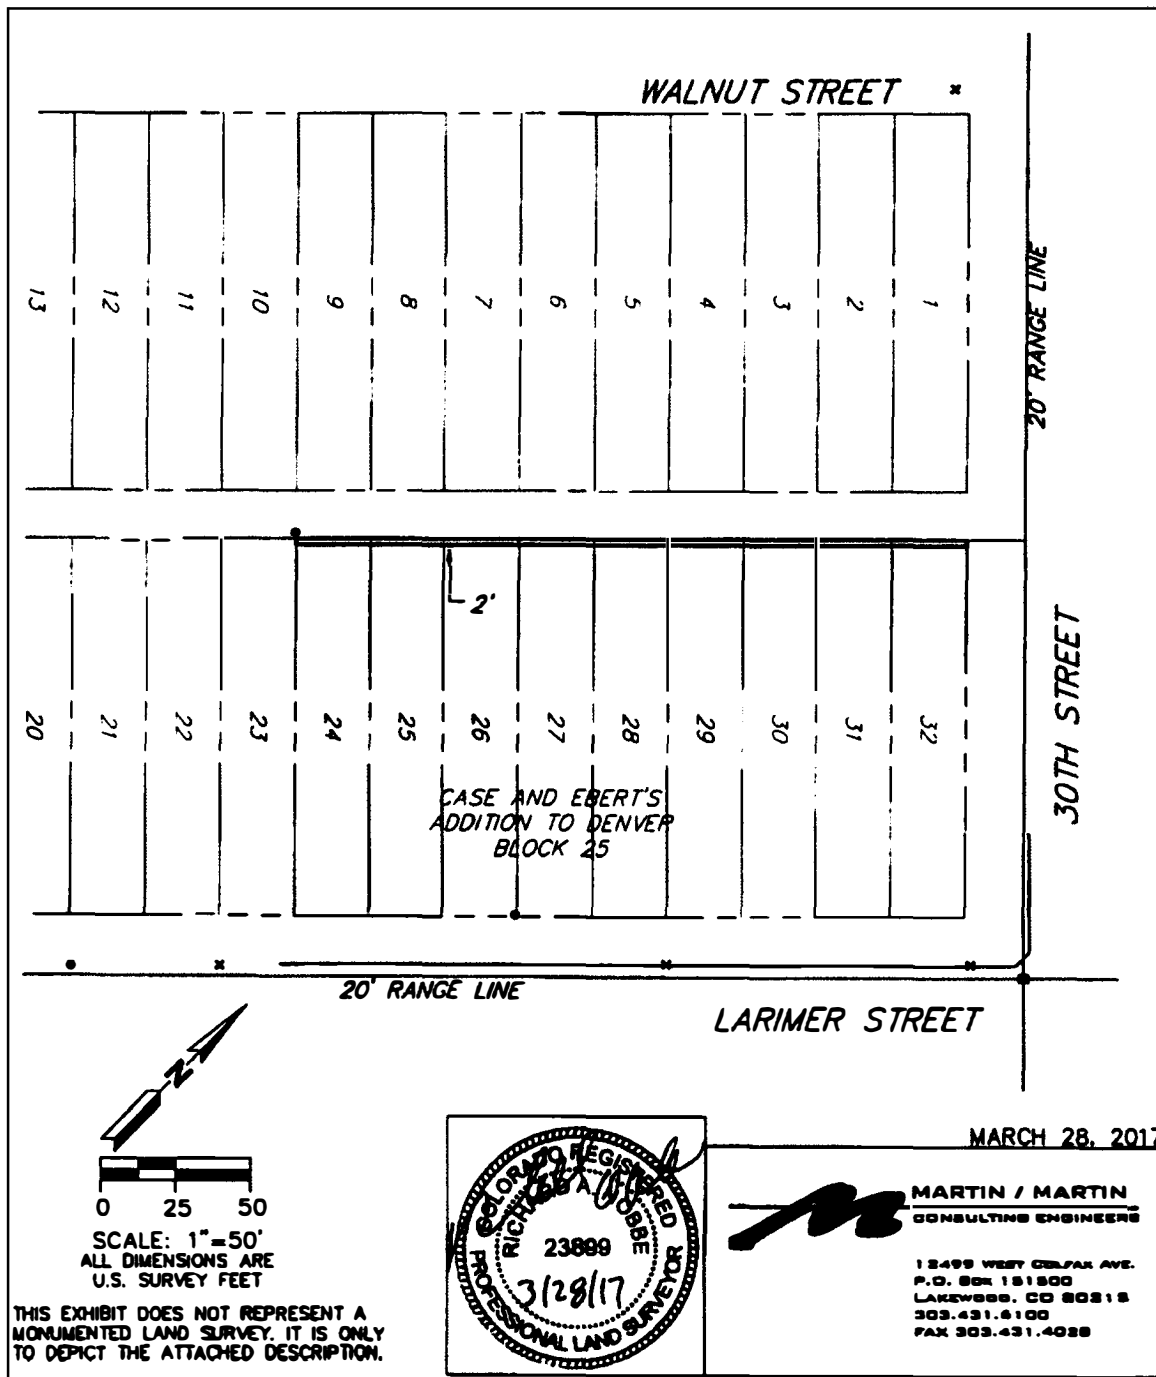 WALNUT STREET
20' RANGE LINE
13 12 11 10 9 8 7 6 5 4 3 2 1
2'
30TH STREET
20 21 22 23 24 25 26 27 28 29 30 31 32
CASE AND EBERT'S
ADDITION TO DENVER
BLOCK 25
20' RANGE LINE
LARIMER STREET
N
0 25 50
SCALE: 1"=50'
ALL DIMENSIONS ARE
U.S. SURVEY FEET
THIS EXHIBIT DOES NOT REPRESENT A
MONUMENTED LAND SURVEY. IT IS ONLY
TO DEPICT THE ATTACHED DESCRIPTION.
COLORADO REGISTERED
RICHARD A. NOBBE
23899
3/28/17
PROFESSIONAL LAND SURVEYOR
MARCH 28, 2017
MARTIN / MARTIN
CONSULTING ENGINEERS
12499 WEST COLFAX AVE.
P.O. BOX 151500
LAKEWOOD, CO 80215
303.431.6100
FAX 303.431.4028